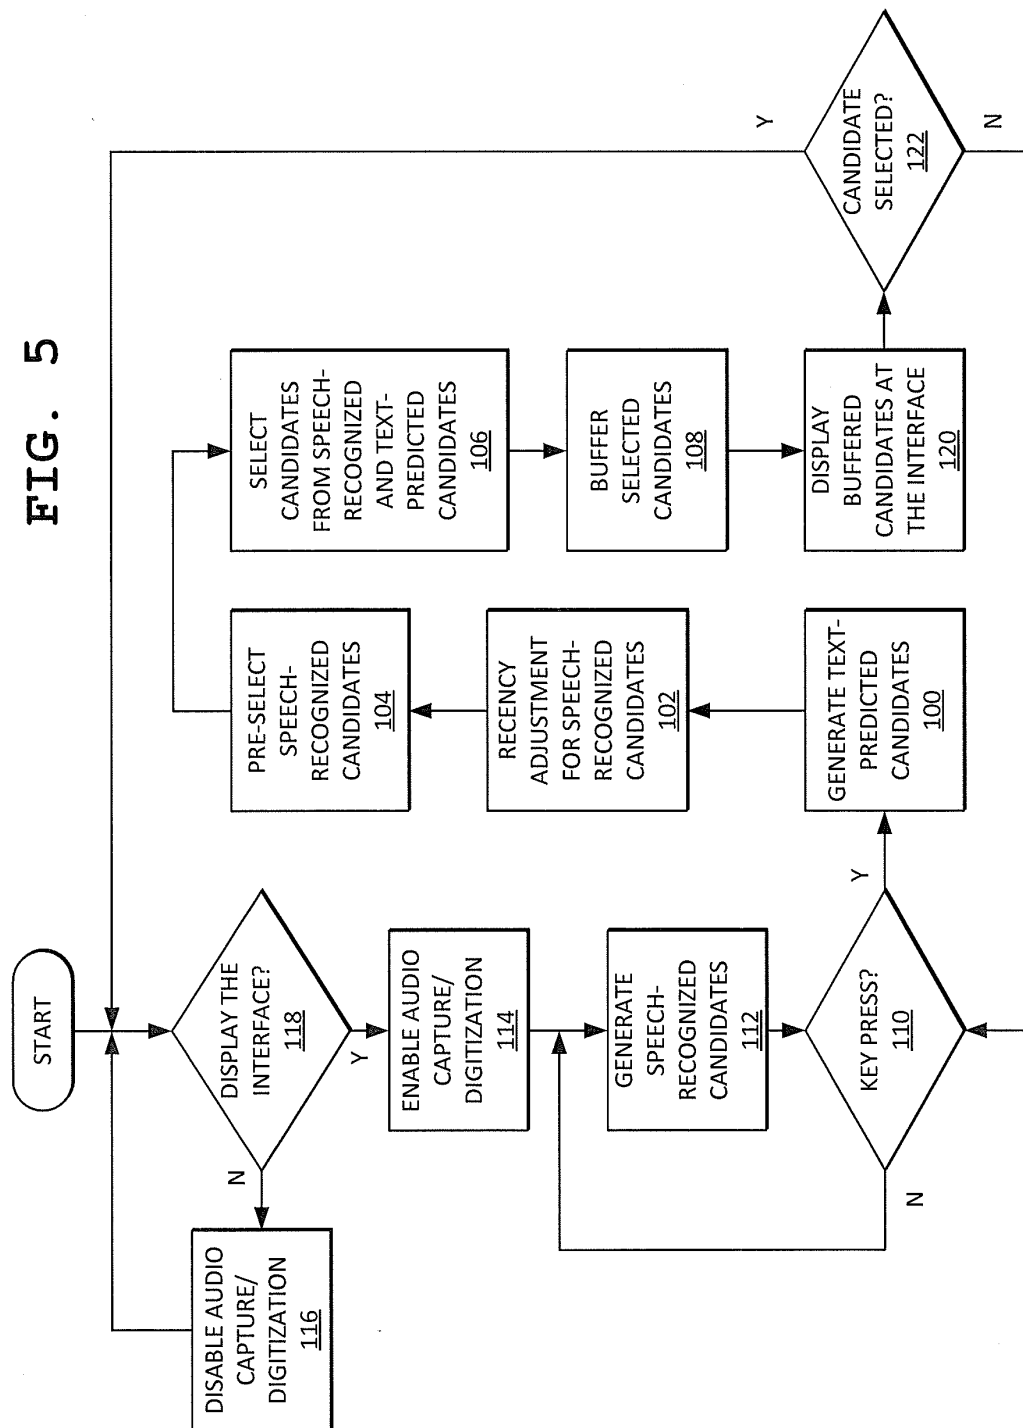 FIG. 5
START
DISPLAY THE
INTERFACE?
118
N
Y
DISABLE AUDIO
CAPTURE/
DIGITIZATION
116
ENABLE AUDIO
CAPTURE/
DIGITIZATION
114
GENERATE
SPEECH-
RECOGNIZED
CANDIDATES
112
KEY PRESS?
110
N
Y
GENERATE TEXT-
PREDICTED
CANDIDATES
100
RECENCY
ADJUSTMENT
FOR SPEECH-
RECOGNIZED
CANDIDATES
102
PRE-SELECT
SPEECH-
RECOGNIZED
CANDIDATES
104
SELECT
CANDIDATES
FROM SPEECH-
RECOGNIZED
AND TEXT-
PREDICTED
CANDIDATES
106
BUFFER
SELECTED
CANDIDATES
108
DISPLAY
BUFFERED
CANDIDATES AT
THE INTERFACE
120
CANDIDATE
SELECTED?
122
Y
N